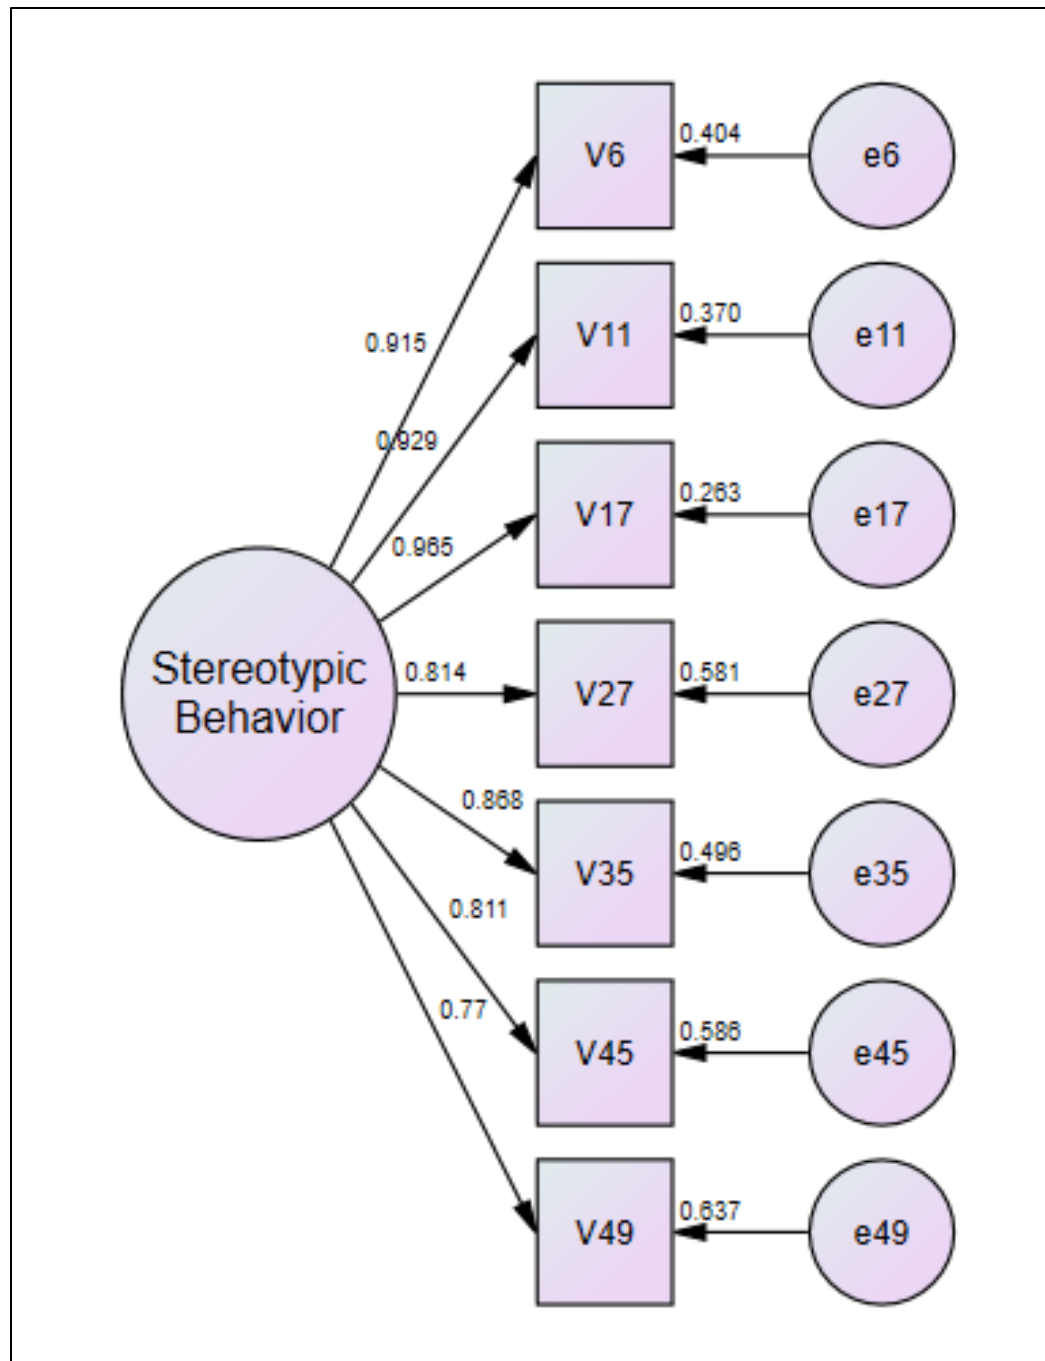 V6
0.404
e6
0.915
V11
0.370
e11
0.929
V17
0.263
e17
0.965
Stereotypic
Behavior
0.814
V27
0.581
e27
0.868
V35
0.496
e35
0.811
V45
0.586
e45
0.77
V49
0.637
e49